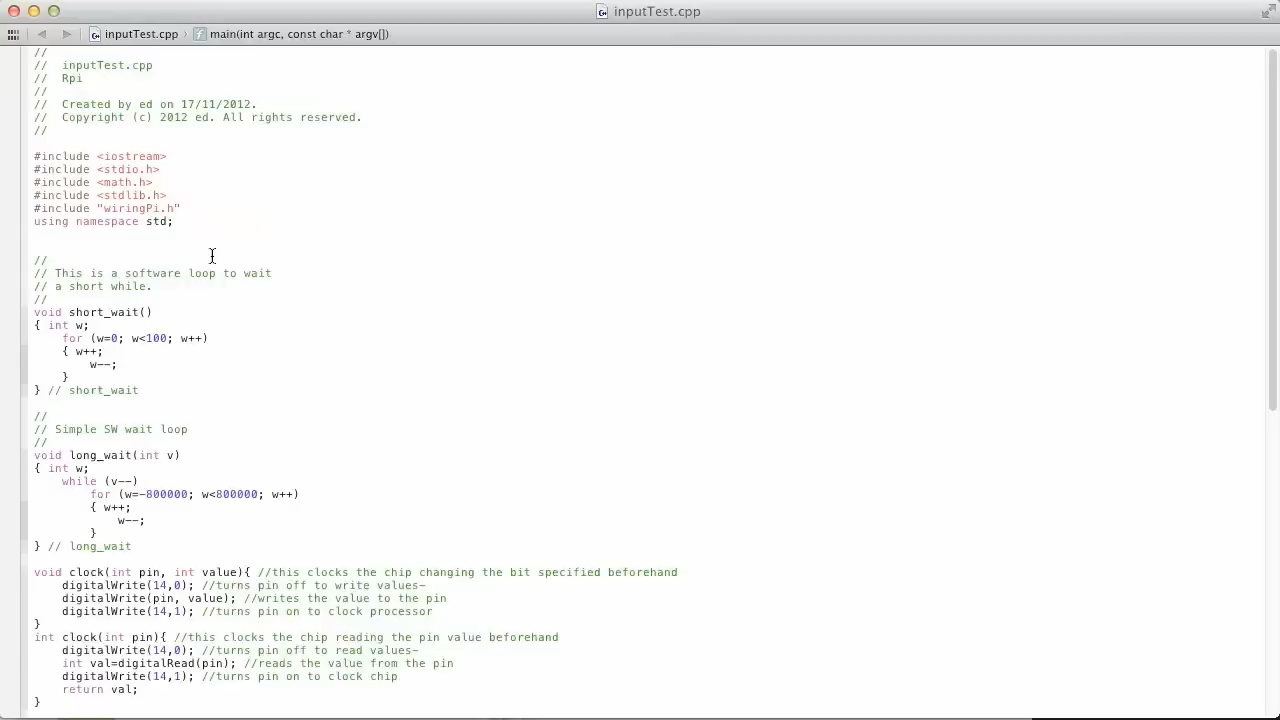 inputTest.cpp
inputTest.cpp › main(int argc, const char * argv[])
//
//  inputTest.cpp
//  Rpi
//
//  Created by ed on 17/11/2012.
//  Copyright (c) 2012 ed. All rights reserved.
//
#include <iostream>
#include <stdio.h>
#include <math.h>
#include <stdlib.h>
#include "wiringPi.h"
using namespace std;
//
// This is a software loop to wait
// a short while.
//
void short_wait()
{ int w;
    for (w=0; w<100; w++)
    { w++;
        w--;
    }
} // short_wait
//
// Simple SW wait loop
//
void long_wait(int v)
{ int w;
    while (v--)
        for (w=-800000; w<800000; w++)
        { w++;
            w--;
        }
} // long_wait
void clock(int pin, int value){ //this clocks the chip changing the bit specified beforehand
    digitalWrite(14,0); //turns pin off to write values-
    digitalWrite(pin, value); //writes the value to the pin
    digitalWrite(14,1); //turns pin on to clock processor
}
int clock(int pin){ //this clocks the chip reading the pin value beforehand
    digitalWrite(14,0); //turns pin off to read values-
    int val=digitalRead(pin); //reads the value from the pin
    digitalWrite(14,1); //turns pin on to clock chip
    return val;
}